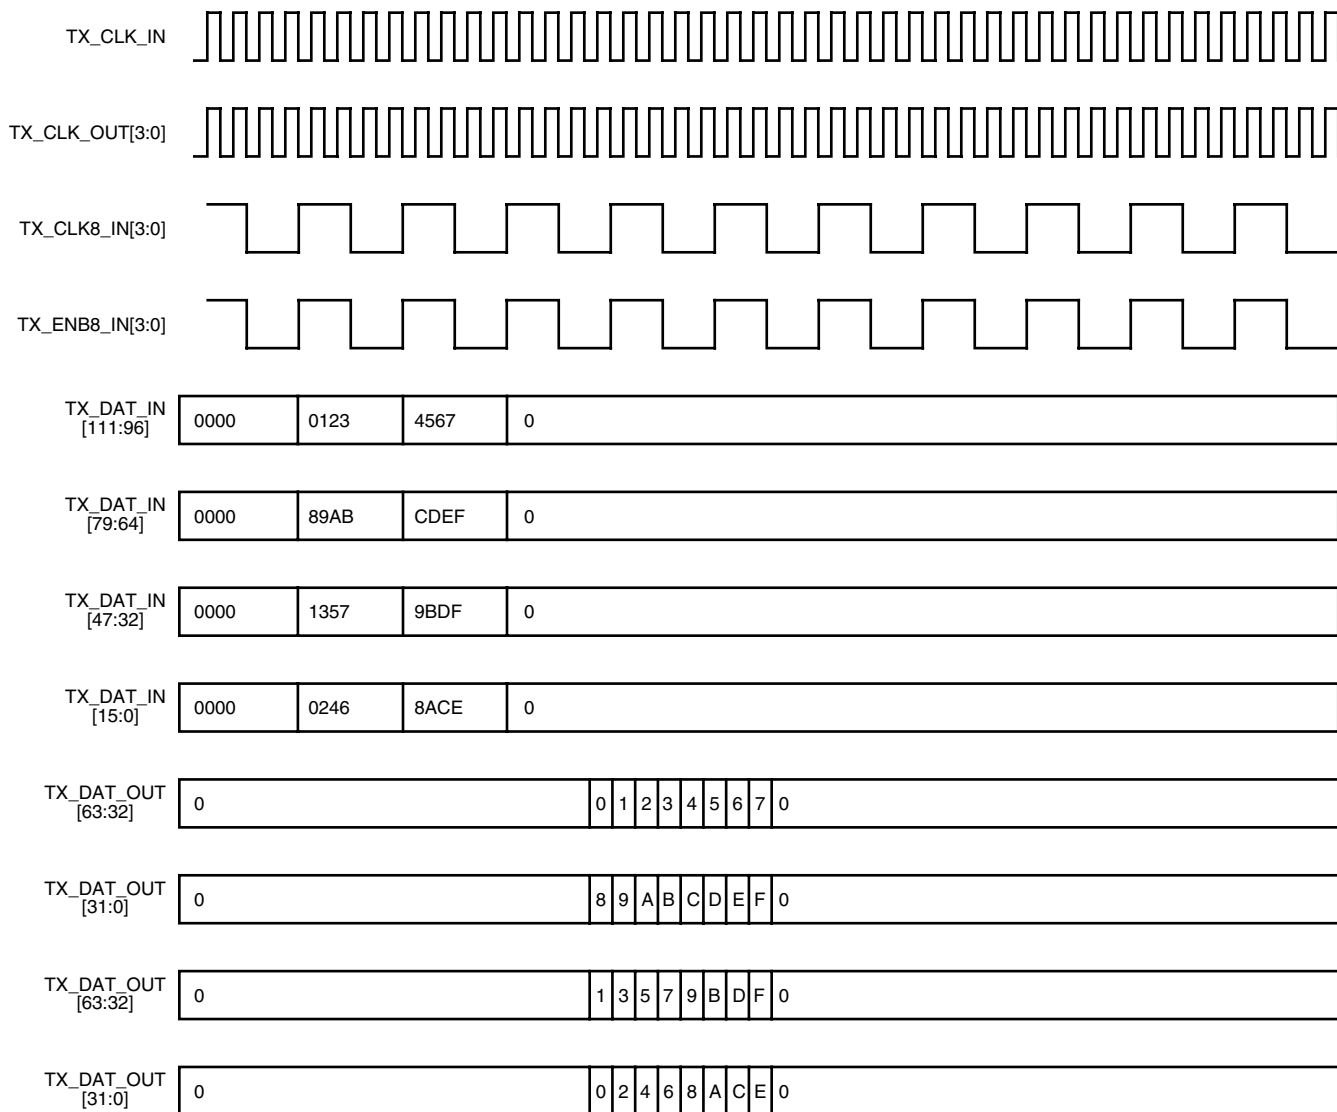 TX_CLK_IN
TX_CLK_OUT[3:0]
TX_CLK8_IN[3:0]
TX_ENB8_IN[3:0]
TX_DAT_IN
[111:96]
0000 0123 4567 0
TX_DAT_IN
[79:64]
0000 89AB CDEF 0
TX_DAT_IN
[47:32]
0000 1357 9BDF 0
TX_DAT_IN
[15:0]
0000 0246 8ACE 0
TX_DAT_OUT
[63:32]
0 0 1 2 3 4 5 6 7 0
TX_DAT_OUT
[31:0]
0 8 9 A B C D E F 0
TX_DAT_OUT
[63:32]
0 1 3 5 7 9 B D F 0
TX_DAT_OUT
[31:0]
0 0 2 4 6 8 A C E 0